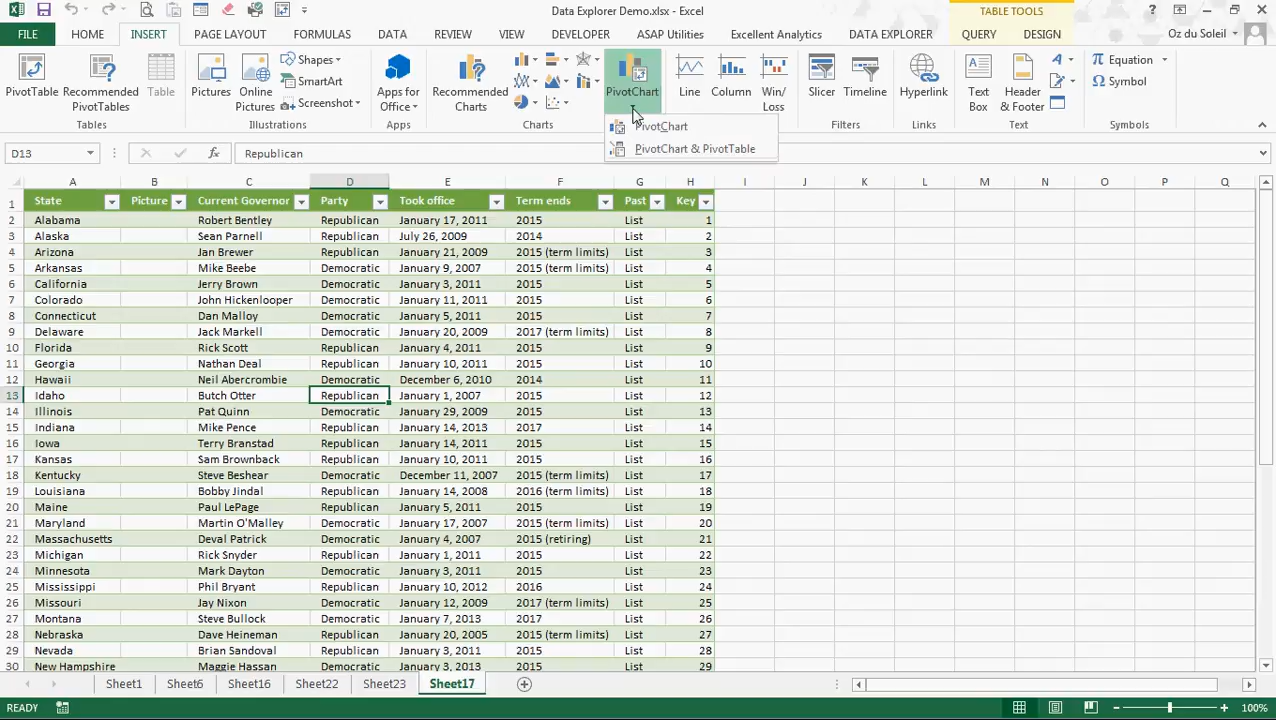 Data Explorer Demo.xlsx - Excel
TABLE TOOLS
FILE HOME INSERT PAGE LAYOUT FORMULAS DATA REVIEW VIEW DEVELOPER ASAP Utilities Excellent Analytics DATA EXPLORER QUERY DESIGN Oz du Soleil
PivotTable Recommended PivotTables Table
Tables
Pictures Online Pictures Shapes SmartArt Screenshot
Illustrations
Apps for Office
Apps
Recommended Charts PivotChart
Charts
Line Column Win/Loss
Slicer Timeline
Filters
Hyperlink
Links
Text Box Header & Footer
Text
Equation Symbol
Symbols
PivotChart
PivotChart & PivotTable
D13 Republican
A B C D E F G H I J K L M N O P Q
1 State Picture Current Governor Party Took office Term ends Past Key
2 Alabama Robert Bentley Republican January 17, 2011 2015 List 1
3 Alaska Sean Parnell Republican July 26, 2009 2014 List 2
4 Arizona Jan Brewer Republican January 21, 2009 2015 (term limits) List 3
5 Arkansas Mike Beebe Democratic January 9, 2007 2015 (term limits) List 4
6 California Jerry Brown Democratic January 3, 2011 2015 List 5
7 Colorado John Hickenlooper Democratic January 11, 2011 2015 List 6
8 Connecticut Dan Malloy Democratic January 5, 2011 2015 List 7
9 Delaware Jack Markell Democratic January 20, 2009 2017 (term limits) List 8
10 Florida Rick Scott Republican January 4, 2011 2015 List 9
11 Georgia Nathan Deal Republican January 10, 2011 2015 List 10
12 Hawaii Neil Abercrombie Democratic December 6, 2010 2014 List 11
13 Idaho Butch Otter Republican January 1, 2007 2015 List 12
14 Illinois Pat Quinn Democratic January 29, 2009 2015 List 13
15 Indiana Mike Pence Republican January 14, 2013 2017 List 14
16 Iowa Terry Branstad Republican January 14, 2011 2015 List 15
17 Kansas Sam Brownback Republican January 10, 2011 2015 List 16
18 Kentucky Steve Beshear Democratic December 11, 2007 2015 (term limits) List 17
19 Louisiana Bobby Jindal Republican January 14, 2008 2016 (term limits) List 18
20 Maine Paul LePage Republican January 5, 2011 2015 List 19
21 Maryland Martin O'Malley Democratic January 17, 2007 2015 (term limits) List 20
22 Massachusetts Deval Patrick Democratic January 4, 2007 2015 (retiring) List 21
23 Michigan Rick Snyder Republican January 1, 2011 2015 List 22
24 Minnesota Mark Dayton Democratic January 3, 2011 2015 List 23
25 Mississippi Phil Bryant Republican January 10, 2012 2016 List 24
26 Missouri Jay Nixon Democratic January 12, 2009 2017 (term limits) List 25
27 Montana Steve Bullock Democratic January 7, 2013 2017 List 26
28 Nebraska Dave Heineman Republican January 20, 2005 2015 (term limits) List 27
29 Nevada Brian Sandoval Republican January 3, 2011 2015 List 28
30 New Hampshire Maggie Hassan Democratic January 3, 2013 2015 List 29
Sheet1 Sheet6 Sheet16 Sheet22 Sheet23 Sheet17
READY 100%